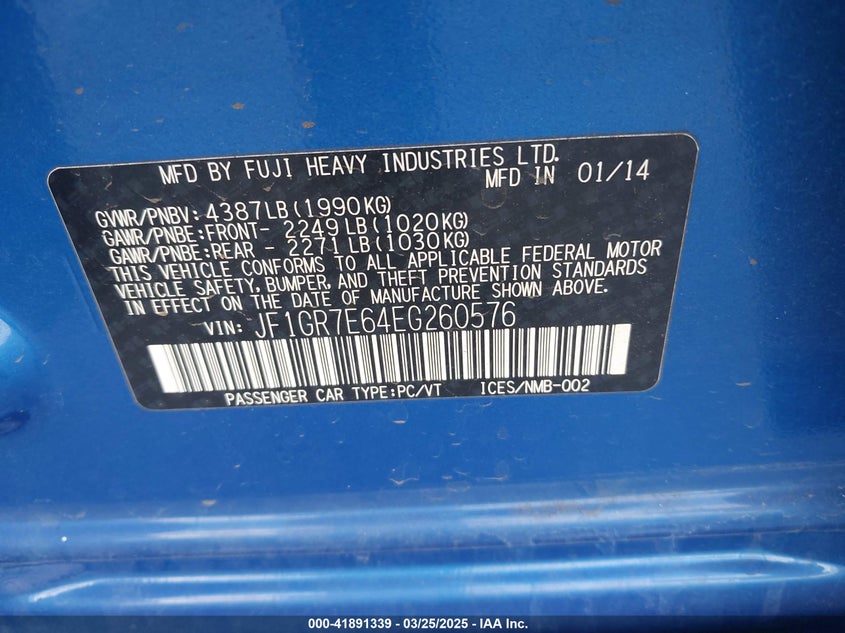 MFD BY FUJI HEAVY INDUSTRIES LTD.
MFD IN 01/14
GVWR/PNBV: 4387LB(1990KG)
GAWR/PNBE:FRONT- 2249LB(1020KG)
GAWR/PNBE:REAR - 2271LB(1030KG)
THIS VEHICLE CONFORMS TO ALL APPLICABLE FEDERAL MOTOR
VEHICLE SAFETY, BUMPER, AND THEFT PREVENTION STANDARDS
IN EFFECT ON THE DATE OF MANUFACTURE SHOWN ABOVE.
VIN: JF1GR7E64EG260576
PASSENGER CAR TYPE:PC/VT ICES/NMB-002
000-41891339 - 03/25/2025 - IAA Inc.